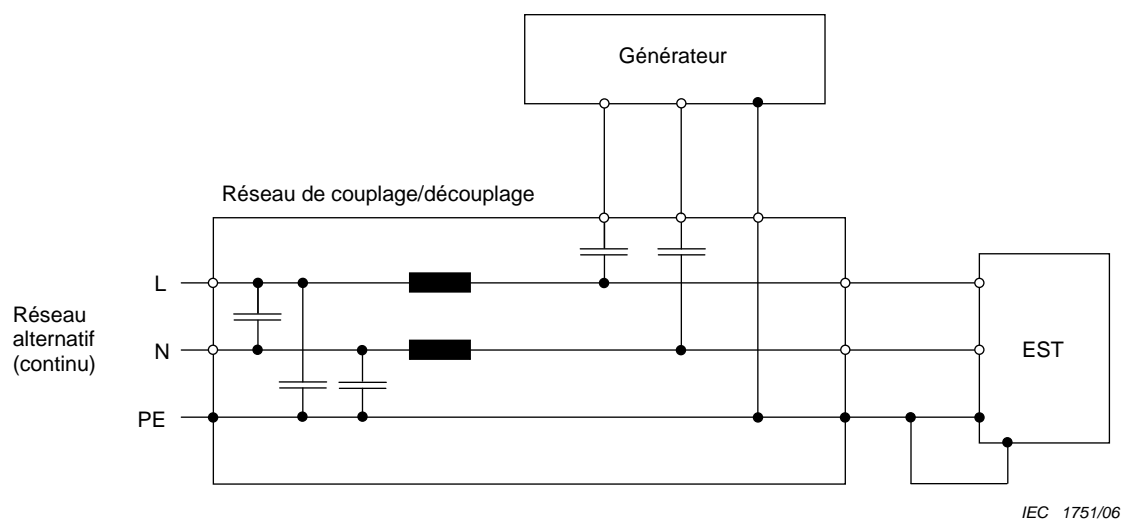 Générateur
Réseau de couplage/découplage
L
Réseau
alternatif
(continu)
N
EST
PE
IEC 1751/06